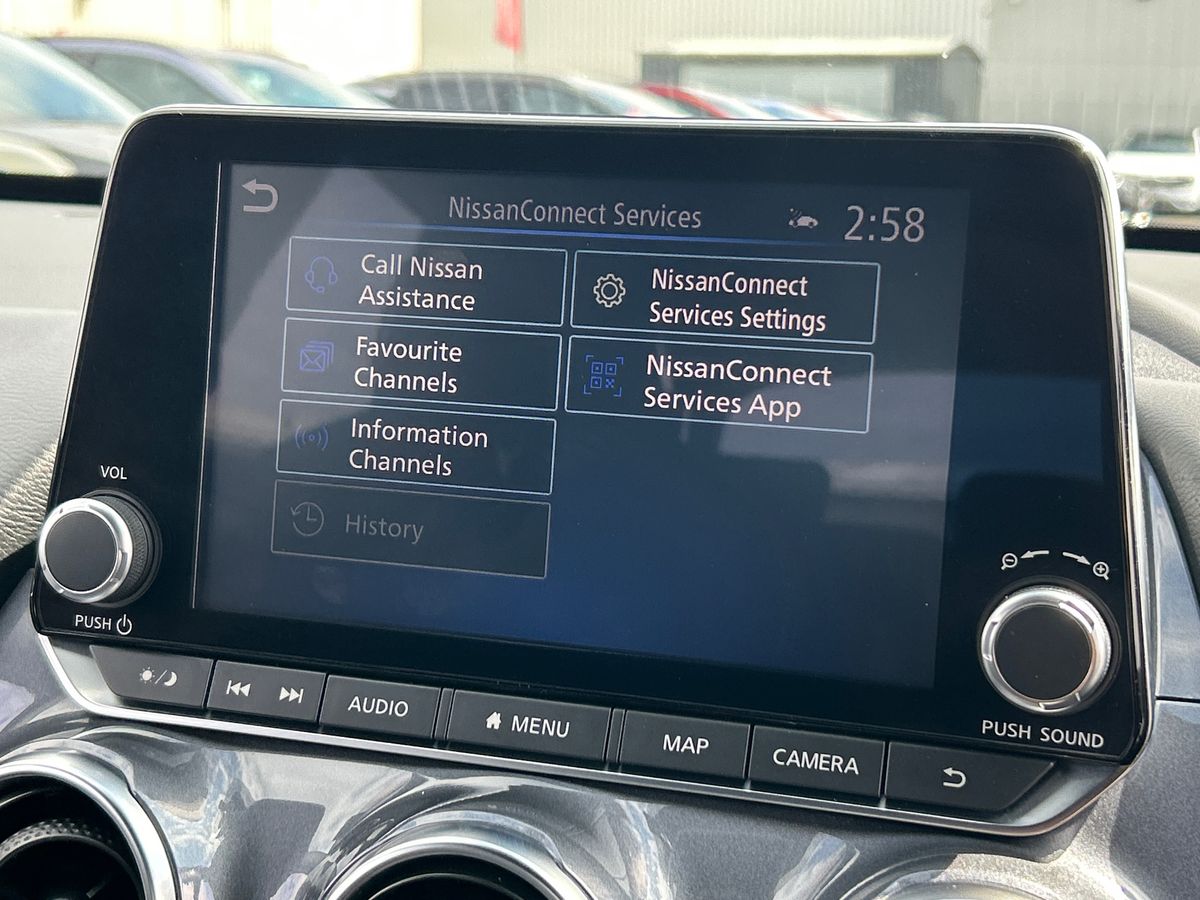 NissanConnect Services
2:58
Call Nissan
Assistance
NissanConnect
Services Settings
Favourite
Channels
NissanConnect
Services App
Information
Channels
History
VOL
PUSH
PUSH SOUND
AUDIO
MENU
MAP
CAMERA